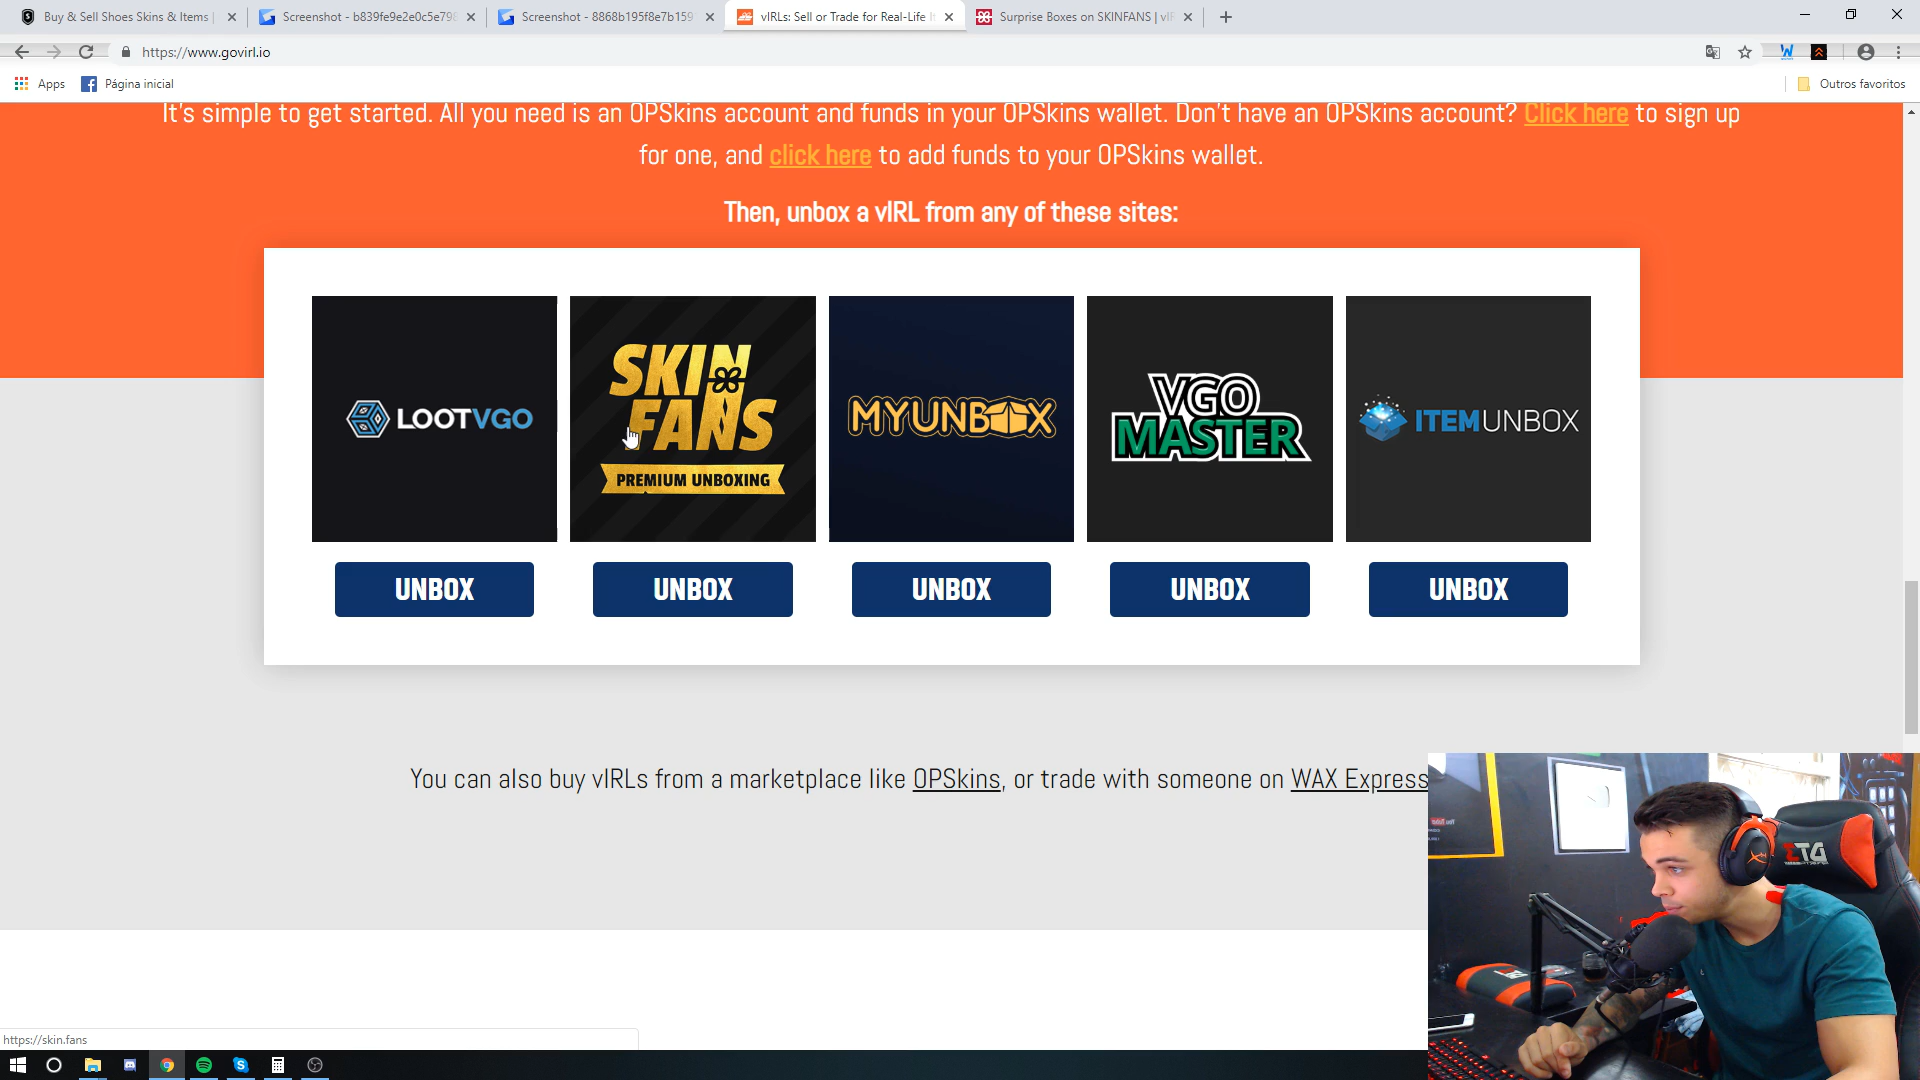 Buy & Sell Shoes Skins & Items |
Screenshot - b839fe9e2e0c5e798
Screenshot - 8868b195f8e7b159
vIRLs: Sell or Trade for Real-Life It
Surprise Boxes on SKINFANS | vIR
https://www.govirl.io
Apps
Página inicial
Outros favoritos
It's simple to get started. All you need is an OPSkins account and funds in your OPSkins wallet. Don't have an OPSkins account? Click here to sign up
for one, and click here to add funds to your OPSkins wallet.
Then, unbox a vIRL from any of these sites:
LOOTVGO
SKIN
FANS
PREMIUM UNBOXING
MYUNBOX
VGO
MASTER
ITEMUNBOX
UNBOX
UNBOX
UNBOX
UNBOX
UNBOX
You can also buy vIRLs from a marketplace like OPSkins, or trade with someone on WAX Express
https://skin.fans